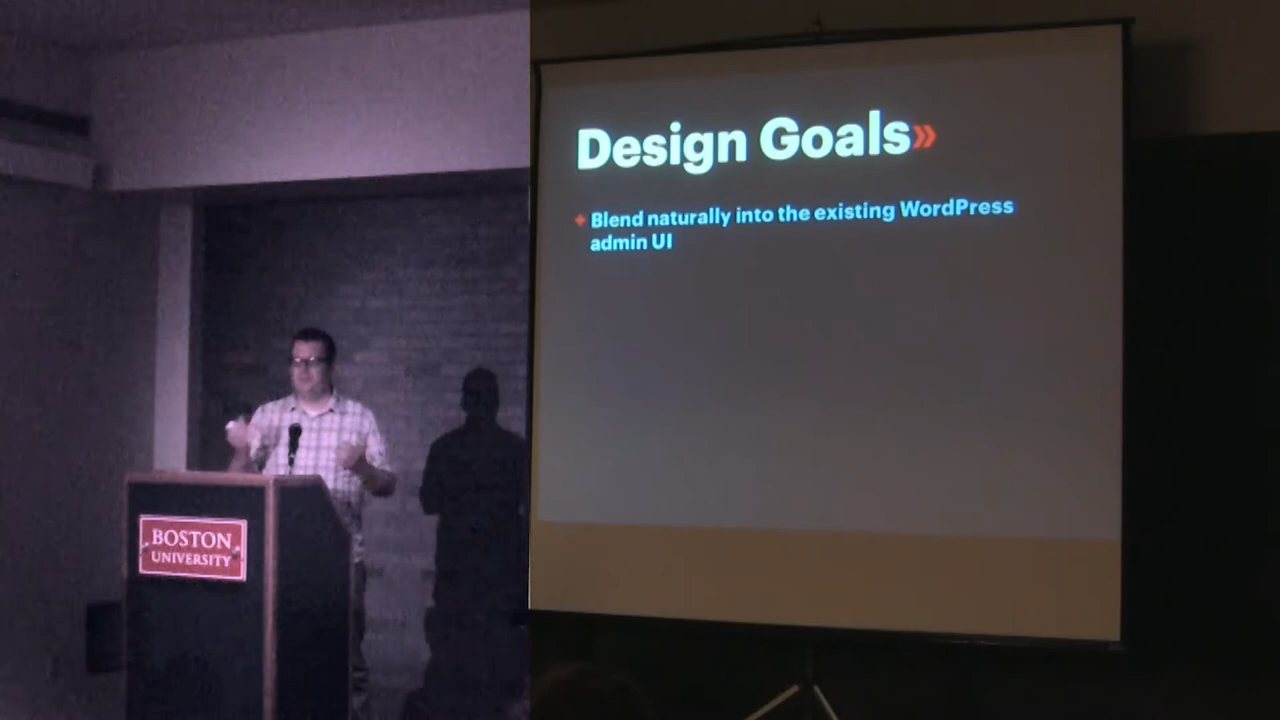 Design Goals»
+ Blend naturally into the existing WordPress
admin UI
BOSTON
UNIVERSITY